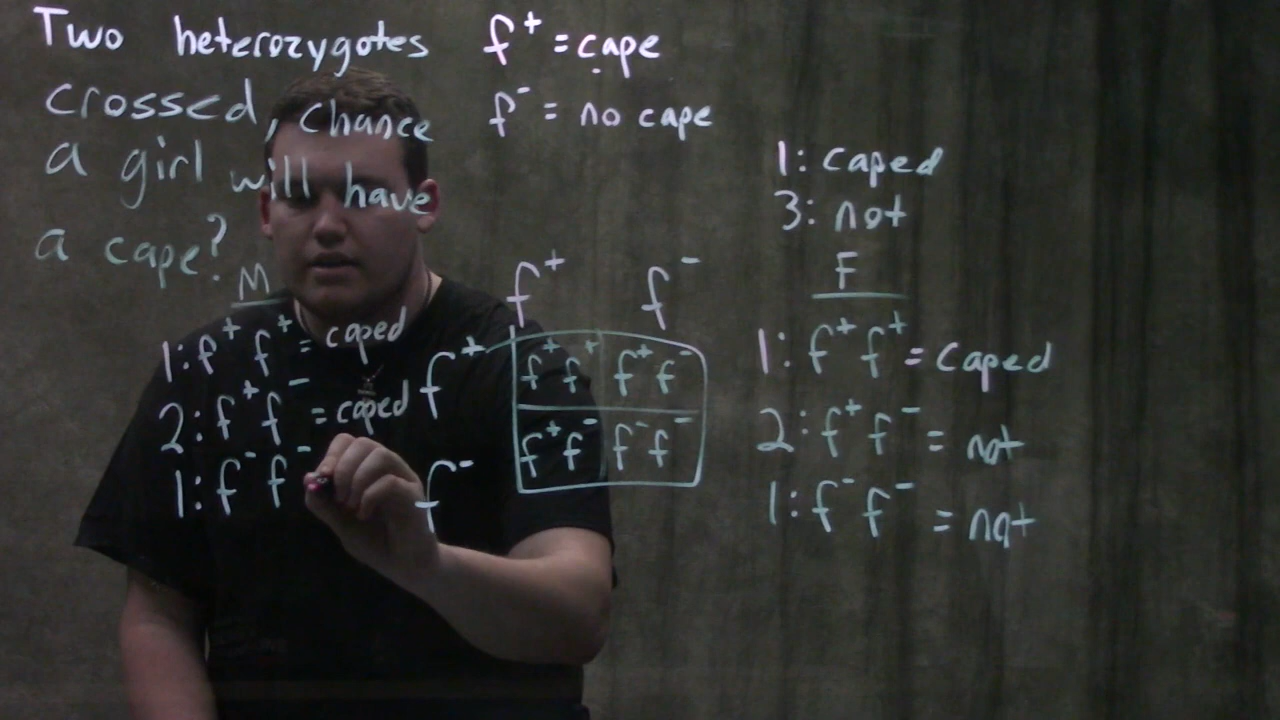 Two heterozygotes
crossed, chance
a girl will have
a cape?
f⁺ = cape
f⁻ = no cape
M
1: f⁺ f⁺ = caped
2: f⁺ f⁻ = caped
1: f⁻ f⁻
f⁺ f⁻
f⁺ f⁺ f⁺ f⁺ f⁻
f⁻ f⁺ f⁻ f⁻ f⁻
1: caped
3: not
F
1: f⁺ f⁺ = caped
2: f⁺ f⁻ = not
1: f⁻ f⁻ = not